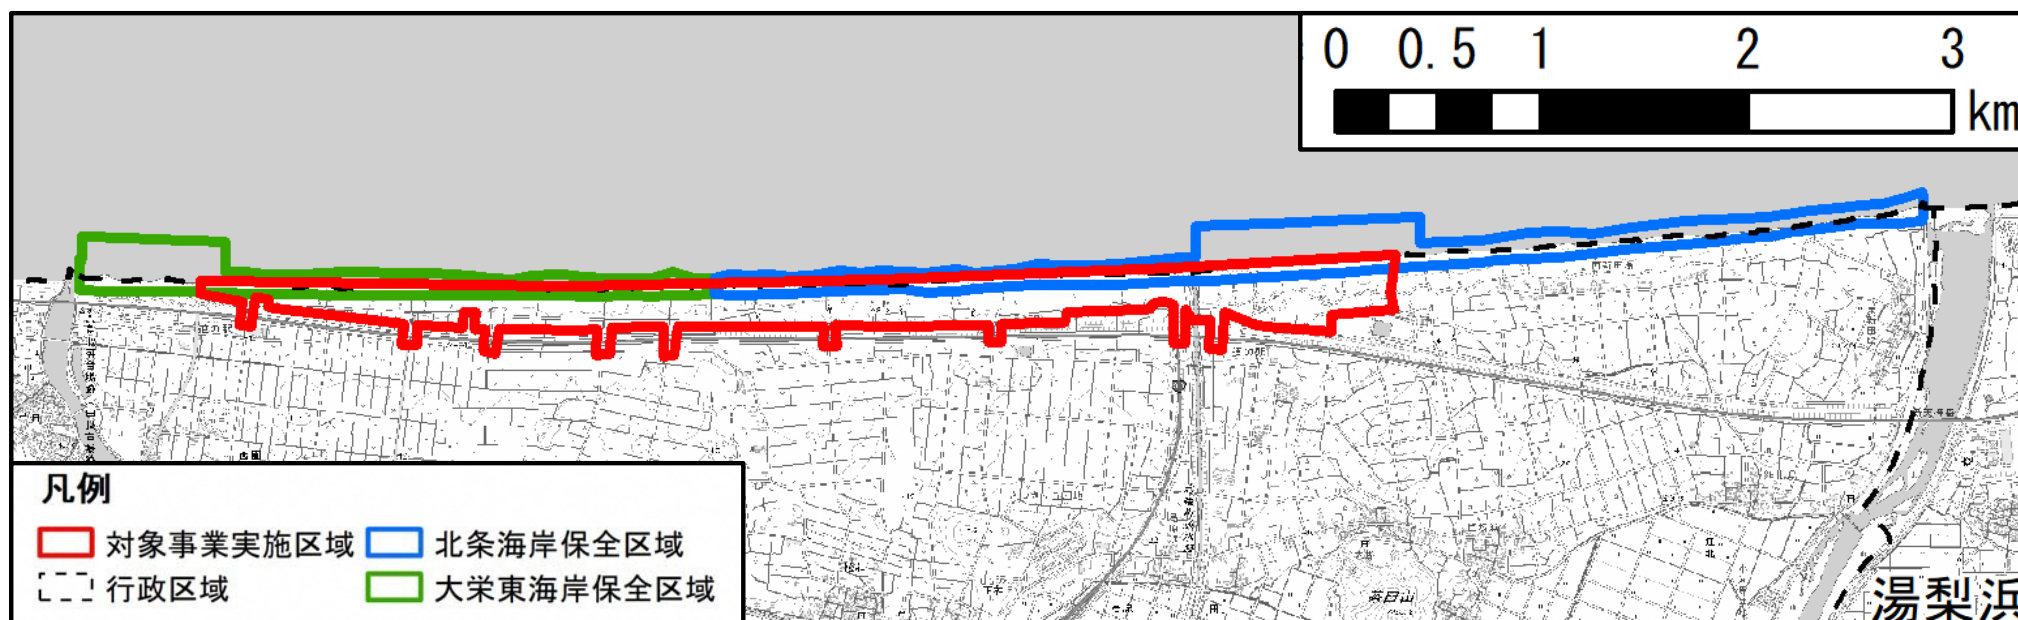 0 0.5 1 2 3
km
凡例
対象事業実施区域 北条海岸保全区域
行政区域 大栄東海岸保全区域
湯梨浜